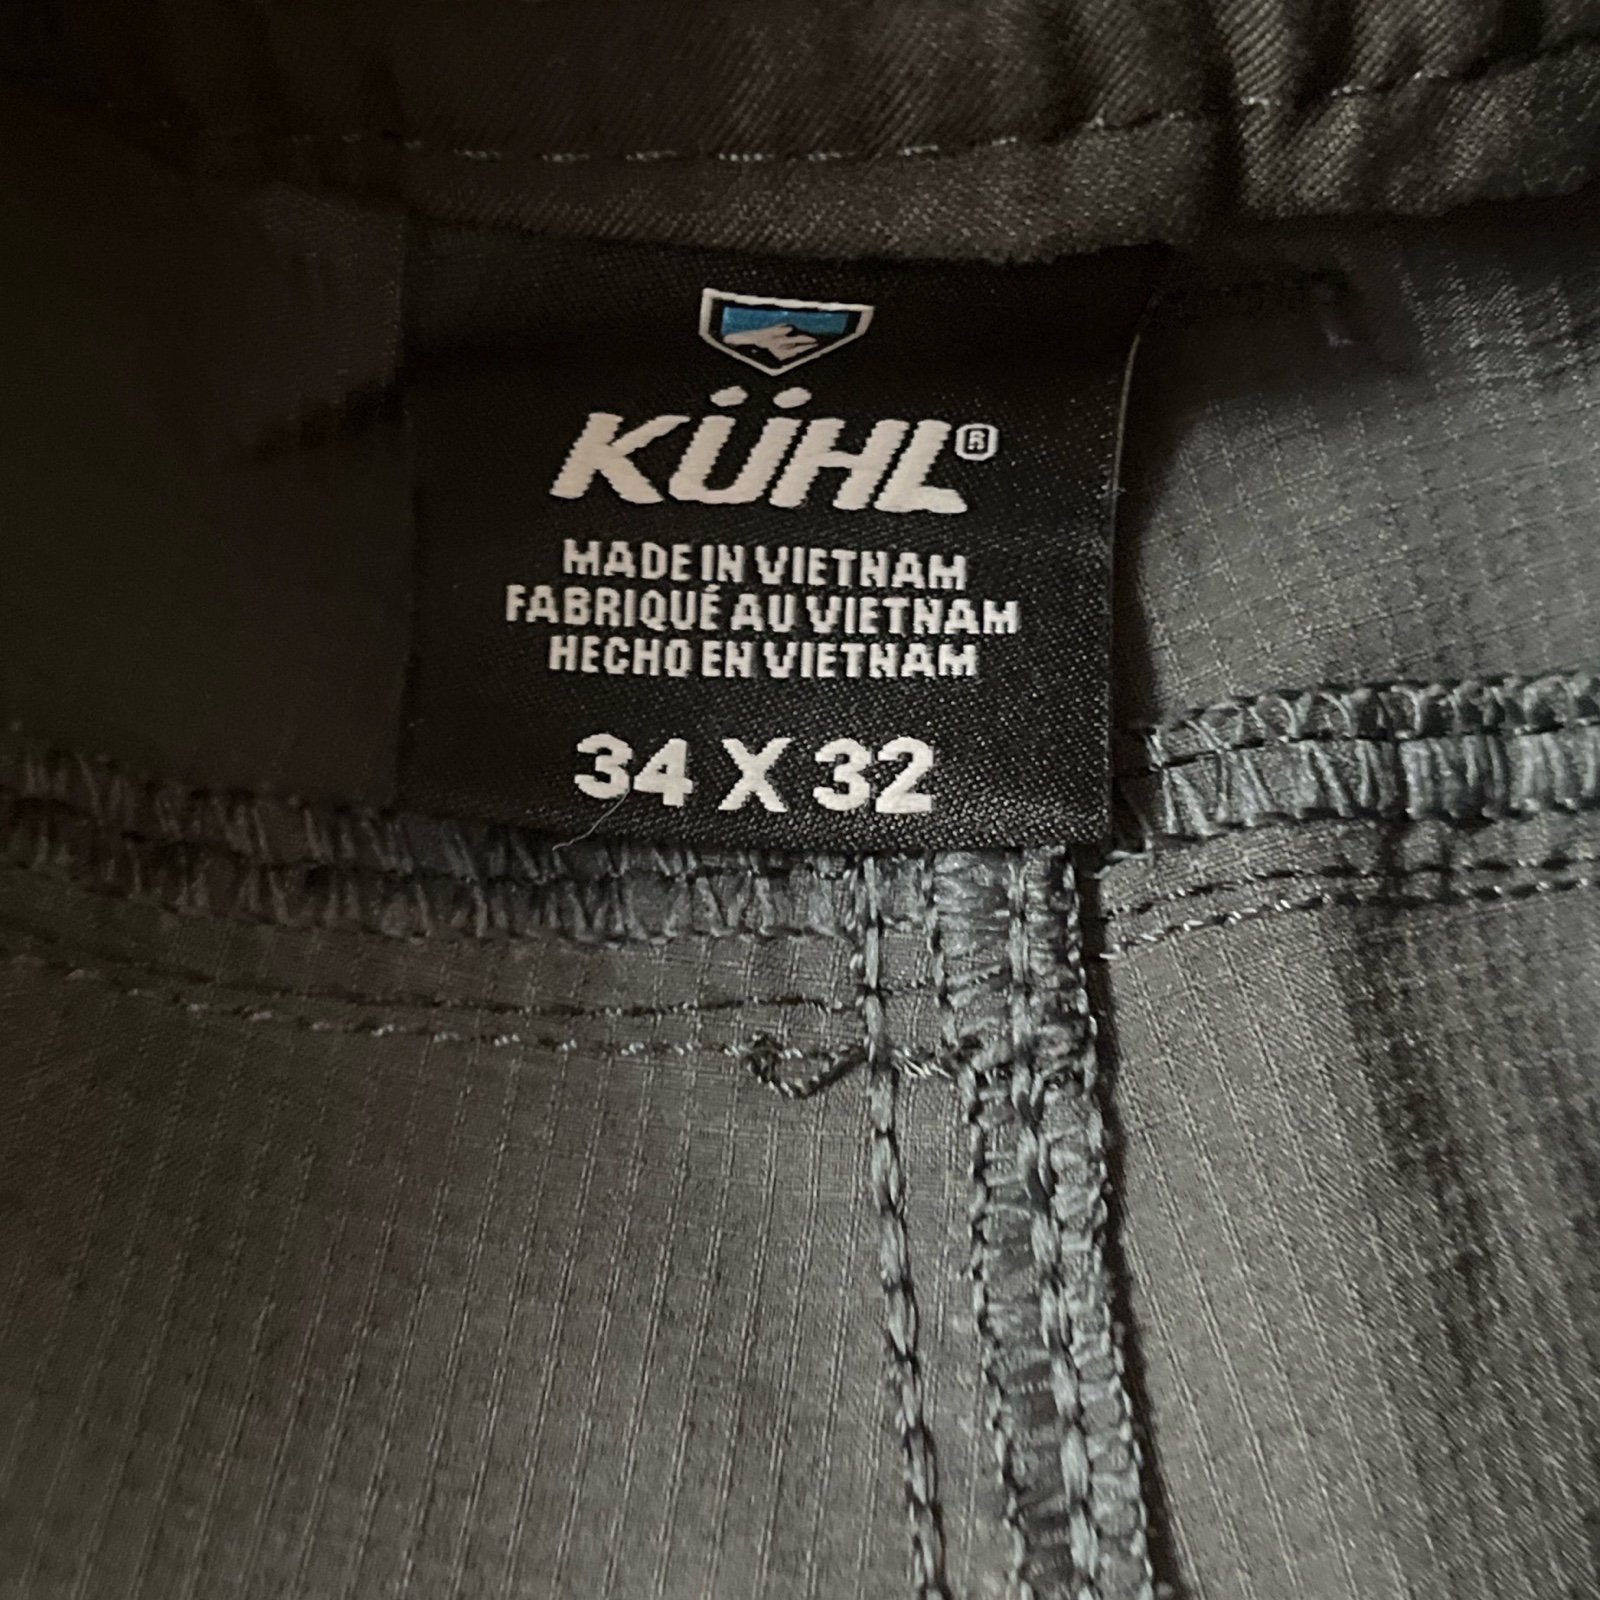 KÜHL®
MADE IN VIETNAM
FABRIQUÉ AU VIETNAM
HECHO EN VIETNAM
34 X 32